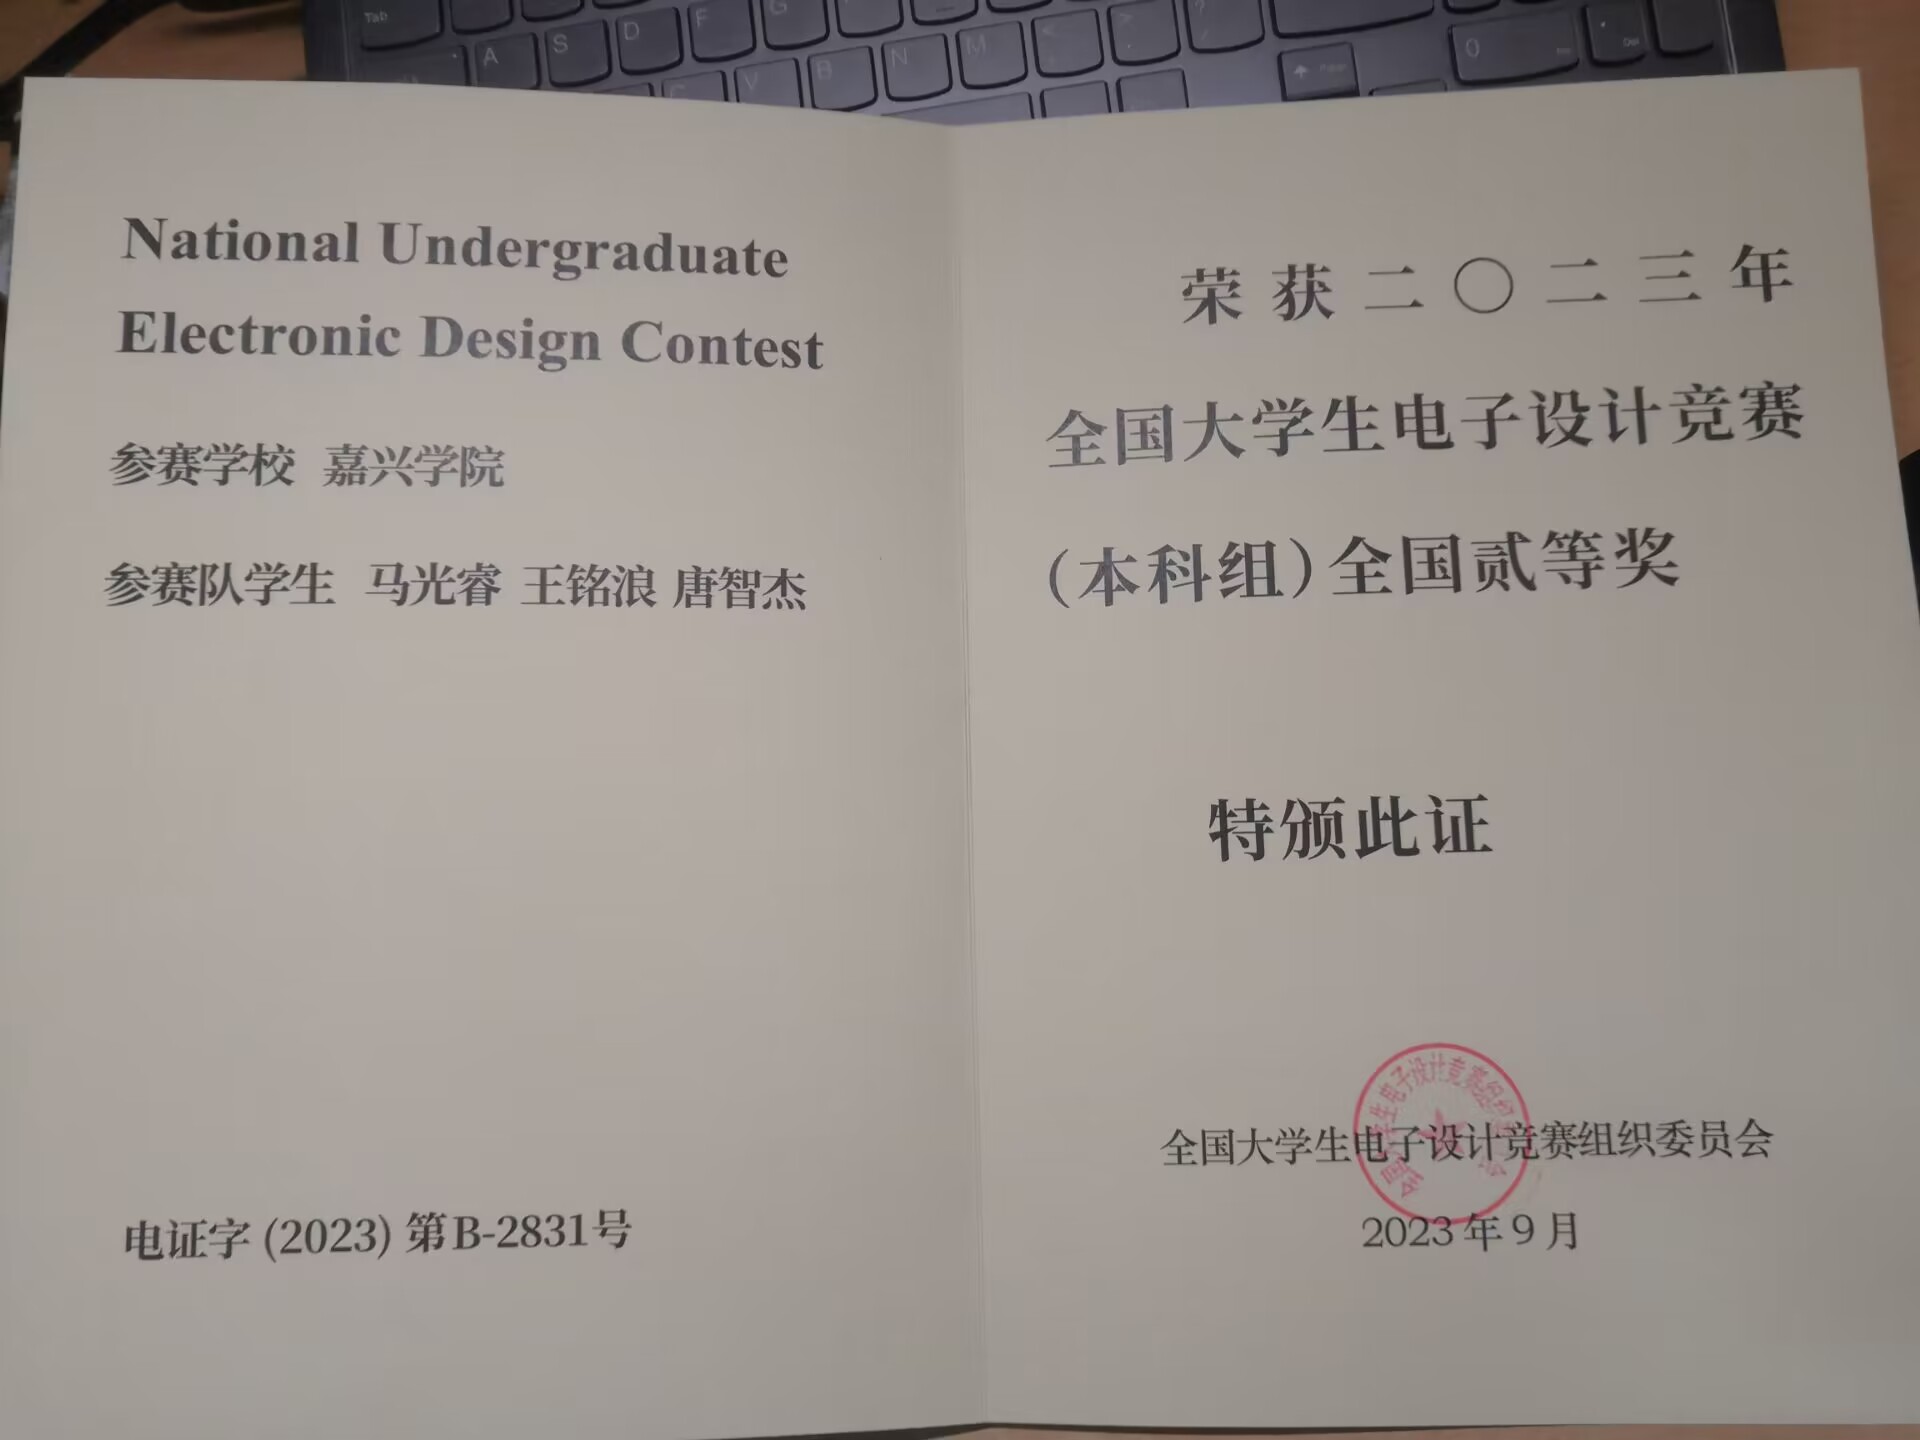 Tab
A S D F G
C V B N M < > ?
0
Del
National Undergraduate
Electronic Design Contest
参赛学校 嘉兴学院
参赛队学生 马光睿 王铭浪 唐智杰
电证字 (2023) 第B-2831号
荣获二〇二三年
全国大学生电子设计竞赛
(本科组)全国贰等奖
特颁此证
全国大学生电子设计竞赛组织委员会
2023年9月